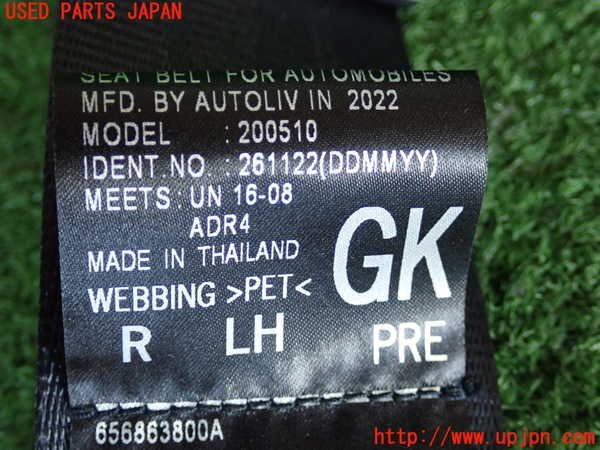 USED PARTS JAPAN
SEAT BELT FOR AUTOMOBILES
MFD. BY AUTOLIV IN 2022
MODEL : 200510
IDENT.NO. : 261122(DDMMYY)
MEETS: UN 16-08
ADR4
MADE IN THAILAND
WEBBING >PET<
GK
R LH PRE
656863800A
http://www.upjpn.com